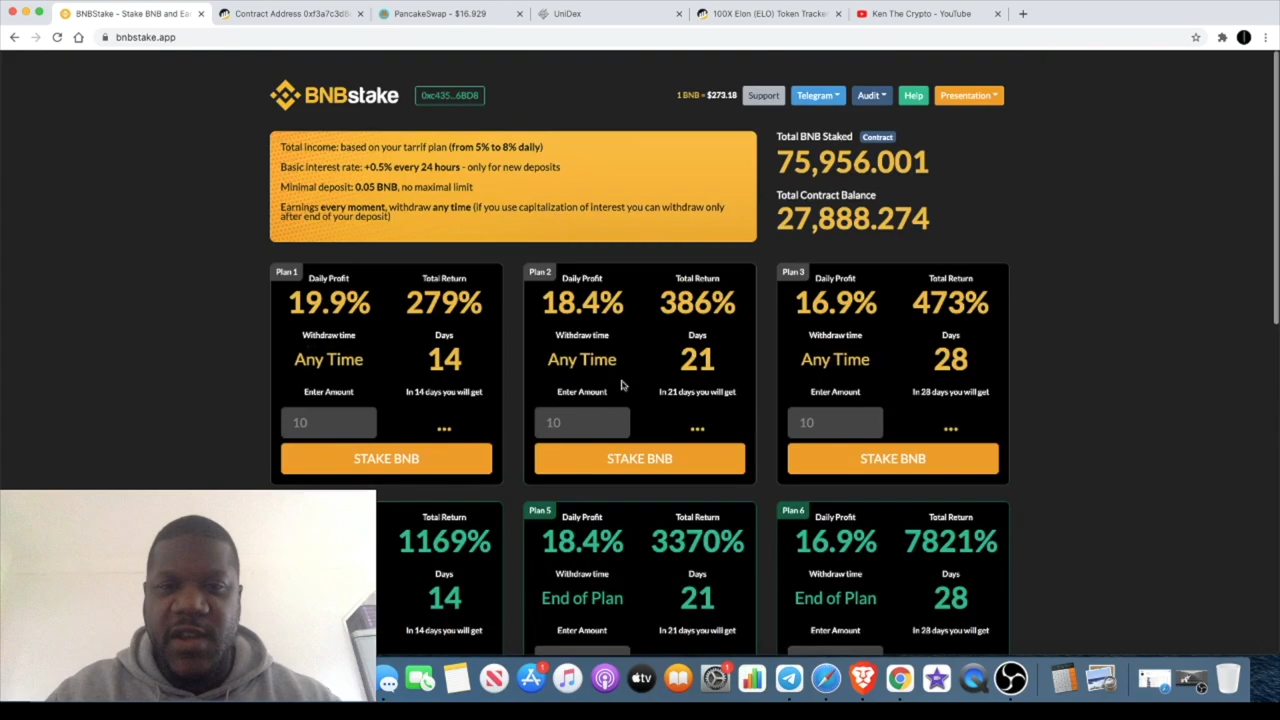 BNBStake - Stake BNB and Ea
Contract Address 0xf3a7c3d8
PancakeSwap - $16.929
UniDex
100X Elon (ELO) Token Tracke
Ken The Crypto - YouTube
bnbstake.app
BNBstake
0xc435...6BD8
1 BNB = $273.18
Support
Telegram
Audit
Help
Presentation
Total income: based on your tarrif plan (from 5% to 8% daily)
Basic interest rate: +0.5% every 24 hours - only for new deposits
Minimal deposit: 0.05 BNB, no maximal limit
Earnings every moment, withdraw any time (if you use capitalization of interest you can withdraw only
after end of your deposit)
Total BNB Staked Contract
75,956.001
Total Contract Balance
27,888.274
Plan 1
Daily Profit
Total Return
19.9%
279%
Withdraw time
Days
Any Time
14
Enter Amount
In 14 days you will get
10
...
STAKE BNB
Plan 2
Daily Profit
Total Return
18.4%
386%
Withdraw time
Days
Any Time
21
Enter Amount
In 21 days you will get
10
...
STAKE BNB
Plan 3
Daily Profit
Total Return
16.9%
473%
Withdraw time
Days
Any Time
28
Enter Amount
In 28 days you will get
10
...
STAKE BNB
Total Return
1169%
Days
14
In 14 days you will get
Plan 5
Daily Profit
Total Return
18.4%
3370%
Withdraw time
Days
End of Plan
21
Enter Amount
In 21 days you will get
Plan 6
Daily Profit
Total Return
16.9%
7821%
Withdraw time
Days
End of Plan
28
Enter Amount
In 28 days you will get
1
tv
1